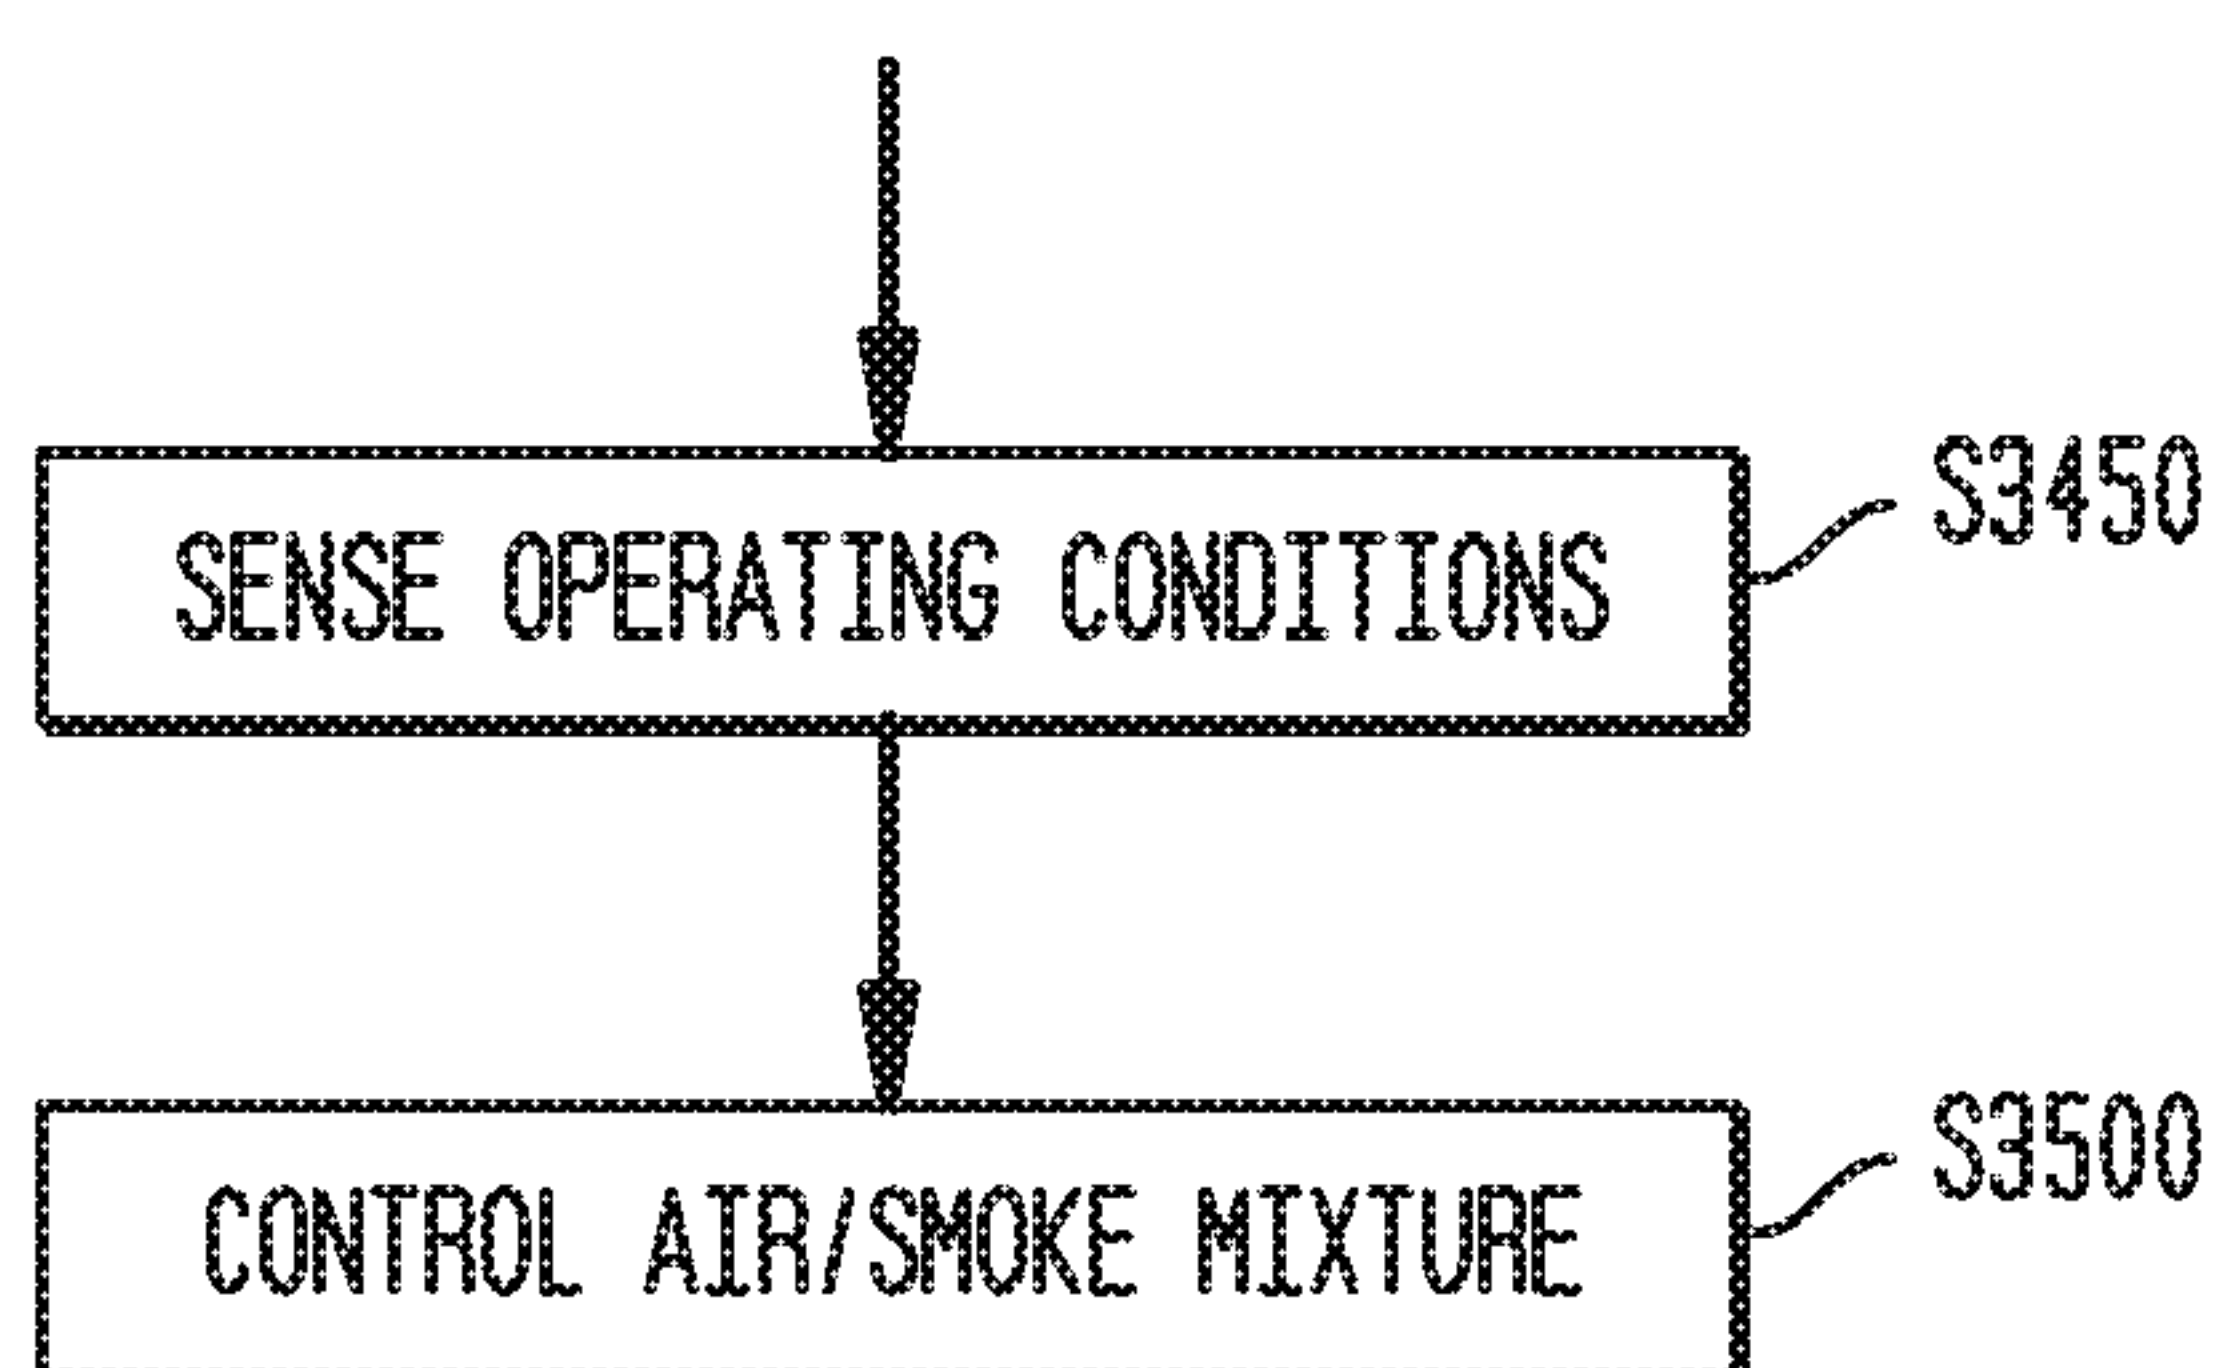 S3450
SENSE OPERATING CONDITIONS
S3500
CONTROL AIR/SMOKE MIXTURE